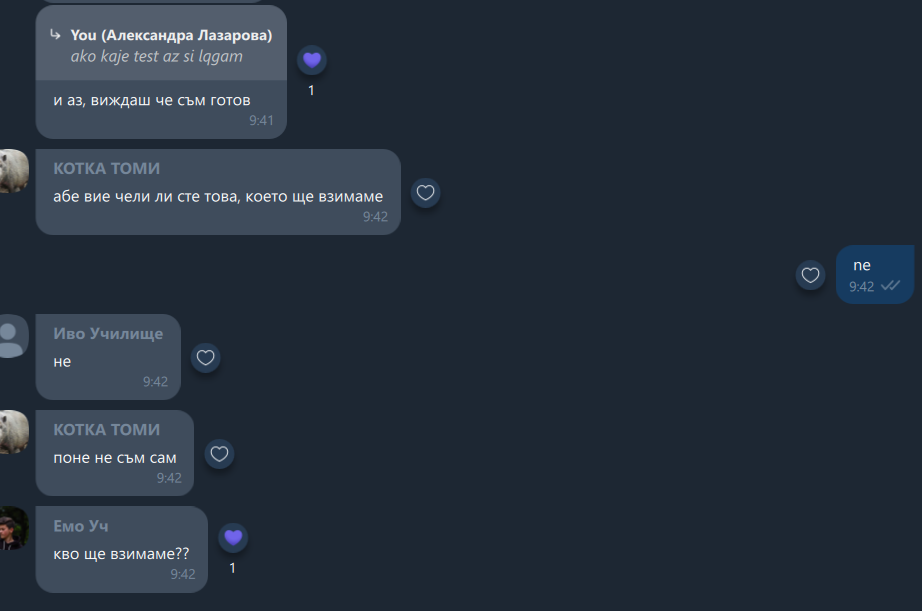 You (Александра Лазарова)
ako kaje test az si lqgam
1
и аз, виждаш че съм готов
9:41
КОТКА ТОМИ
абе вие чели ли сте това, което ще взимаме
9:42
ne
9:42
Иво Училище
не
9:42
КОТКА ТОМИ
поне не съм сам
9:42
Емо Уч
кво ще взимаме??
1
9:42